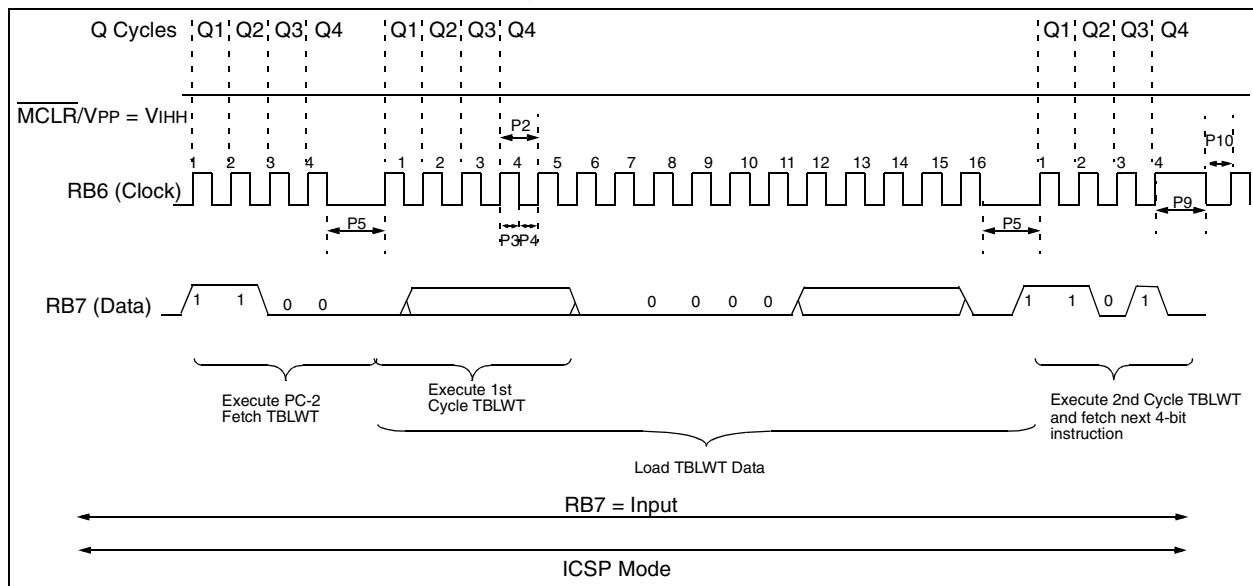 Q Cycles Q1 Q2 Q3 Q4 Q1 Q2 Q3 Q4 Q1 Q2 Q3 Q4
MCLR/VPP = VIHH
P2 P10
1 2 3 4 1 2 3 4 5 6 7 8 9 10 11 12 13 14 15 16 1 2 3 4
RB6 (Clock)
P5 P3 P4 P5 P9
RB7 (Data) 1 1 0 0 0 0 0 0 1 1 0 1
Execute PC-2
Fetch TBLWT
Execute 1st
Cycle TBLWT
Execute 2nd Cycle TBLWT
and fetch next 4-bit
instruction
Load TBLWT Data
RB7 = Input
ICSP Mode